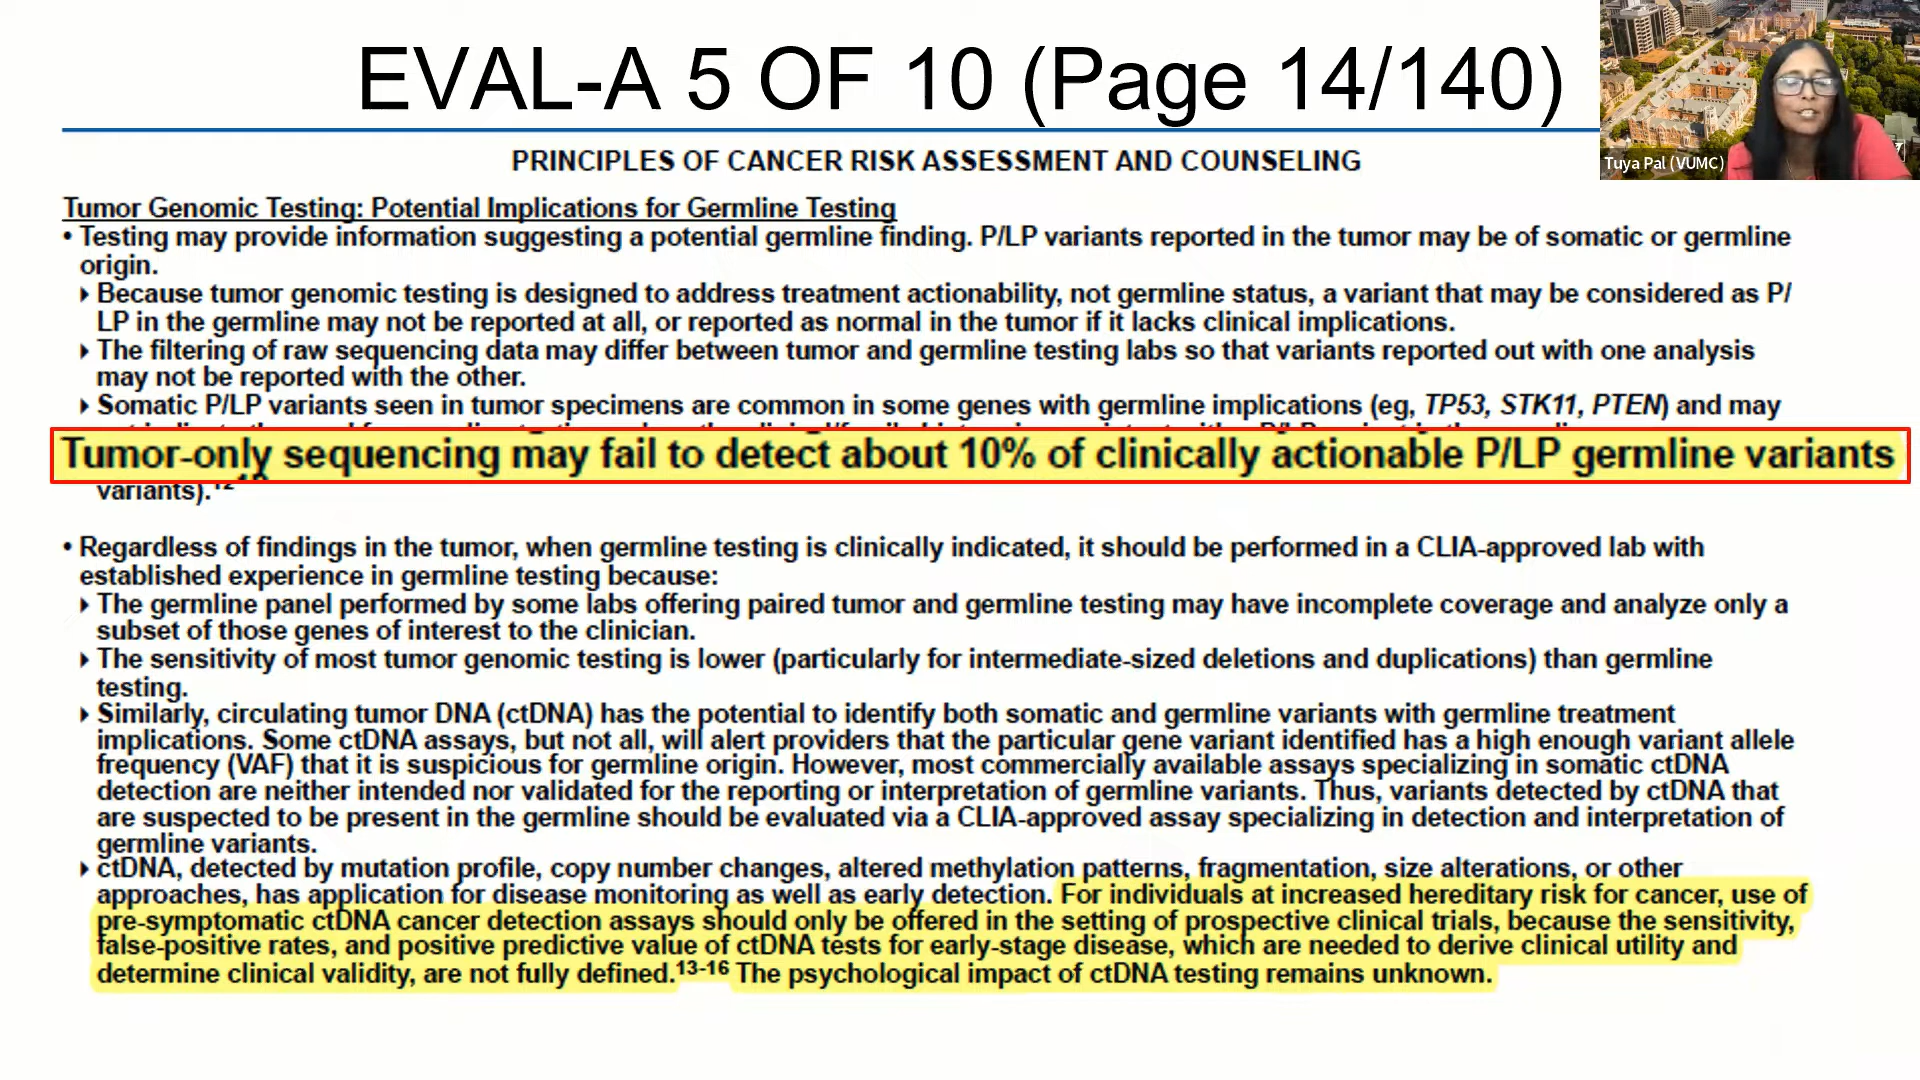 EVAL-A 5 OF 10 (Page 14/140)
Tuya Pal (VUMC)
PRINCIPLES OF CANCER RISK ASSESSMENT AND COUNSELING
Tumor Genomic Testing: Potential Implications for Germline Testing
• Testing may provide information suggesting a potential germline finding. P/LP variants reported in the tumor may be of somatic or germline
origin.
Because tumor genomic testing is designed to address treatment actionability, not germline status, a variant that may be considered as P/
LP in the germline may not be reported at all, or reported as normal in the tumor if it lacks clinical implications.
The filtering of raw sequencing data may differ between tumor and germline testing labs so that variants reported out with one analysis
may not be reported with the other.
Somatic P/LP variants seen in tumor specimens are common in some genes with germline implications (eg, TP53, STK11, PTEN) and may
Tumor-only sequencing may fail to detect about 10% of clinically actionable P/LP germline variants
variants).12
• Regardless of findings in the tumor, when germline testing is clinically indicated, it should be performed in a CLIA-approved lab with
established experience in germline testing because:
The germline panel performed by some labs offering paired tumor and germline testing may have incomplete coverage and analyze only a
subset of those genes of interest to the clinician.
The sensitivity of most tumor genomic testing is lower (particularly for intermediate-sized deletions and duplications) than germline
testing.
Similarly, circulating tumor DNA (ctDNA) has the potential to identify both somatic and germline variants with germline treatment
implications. Some ctDNA assays, but not all, will alert providers that the particular gene variant identified has a high enough variant allele
frequency (VAF) that it is suspicious for germline origin. However, most commercially available assays specializing in somatic ctDNA
detection are neither intended nor validated for the reporting or interpretation of germline variants. Thus, variants detected by ctDNA that
are suspected to be present in the germline should be evaluated via a CLIA-approved assay specializing in detection and interpretation of
germline variants.
ctDNA, detected by mutation profile, copy number changes, altered methylation patterns, fragmentation, size alterations, or other
approaches, has application for disease monitoring as well as early detection. For individuals at increased hereditary risk for cancer, use of
pre-symptomatic ctDNA cancer detection assays should only be offered in the setting of prospective clinical trials, because the sensitivity,
false-positive rates, and positive predictive value of ctDNA tests for early-stage disease, which are needed to derive clinical utility and
determine clinical validity, are not fully defined.13-16 The psychological impact of ctDNA testing remains unknown.